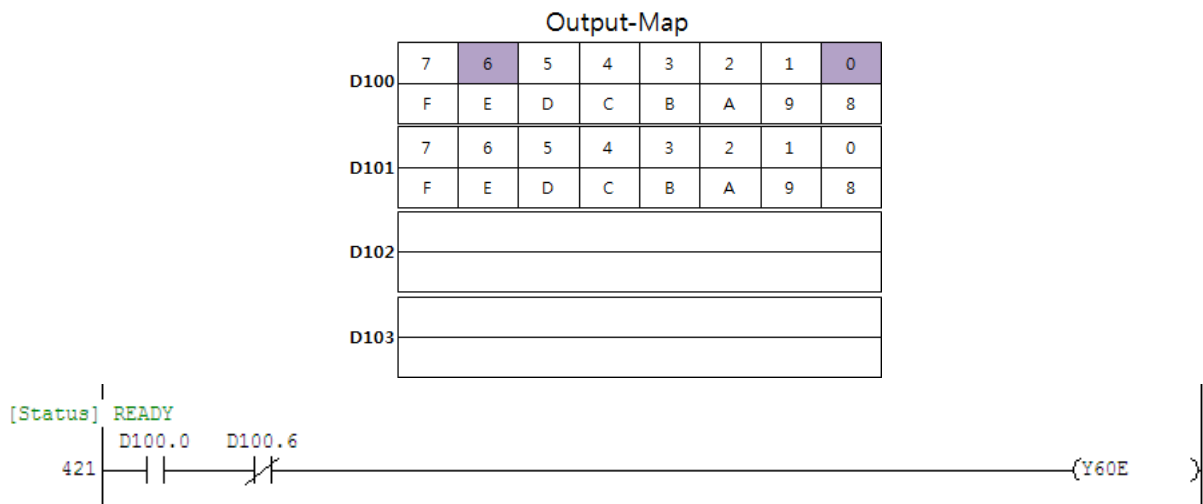 Output-Map
D100 7 6 5 4 3 2 1 0
F E D C B A 9 8
D101 7 6 5 4 3 2 1 0
F E D C B A 9 8
D102
D103
[Status] READY
D100.0 D100.6
421 (Y60E )